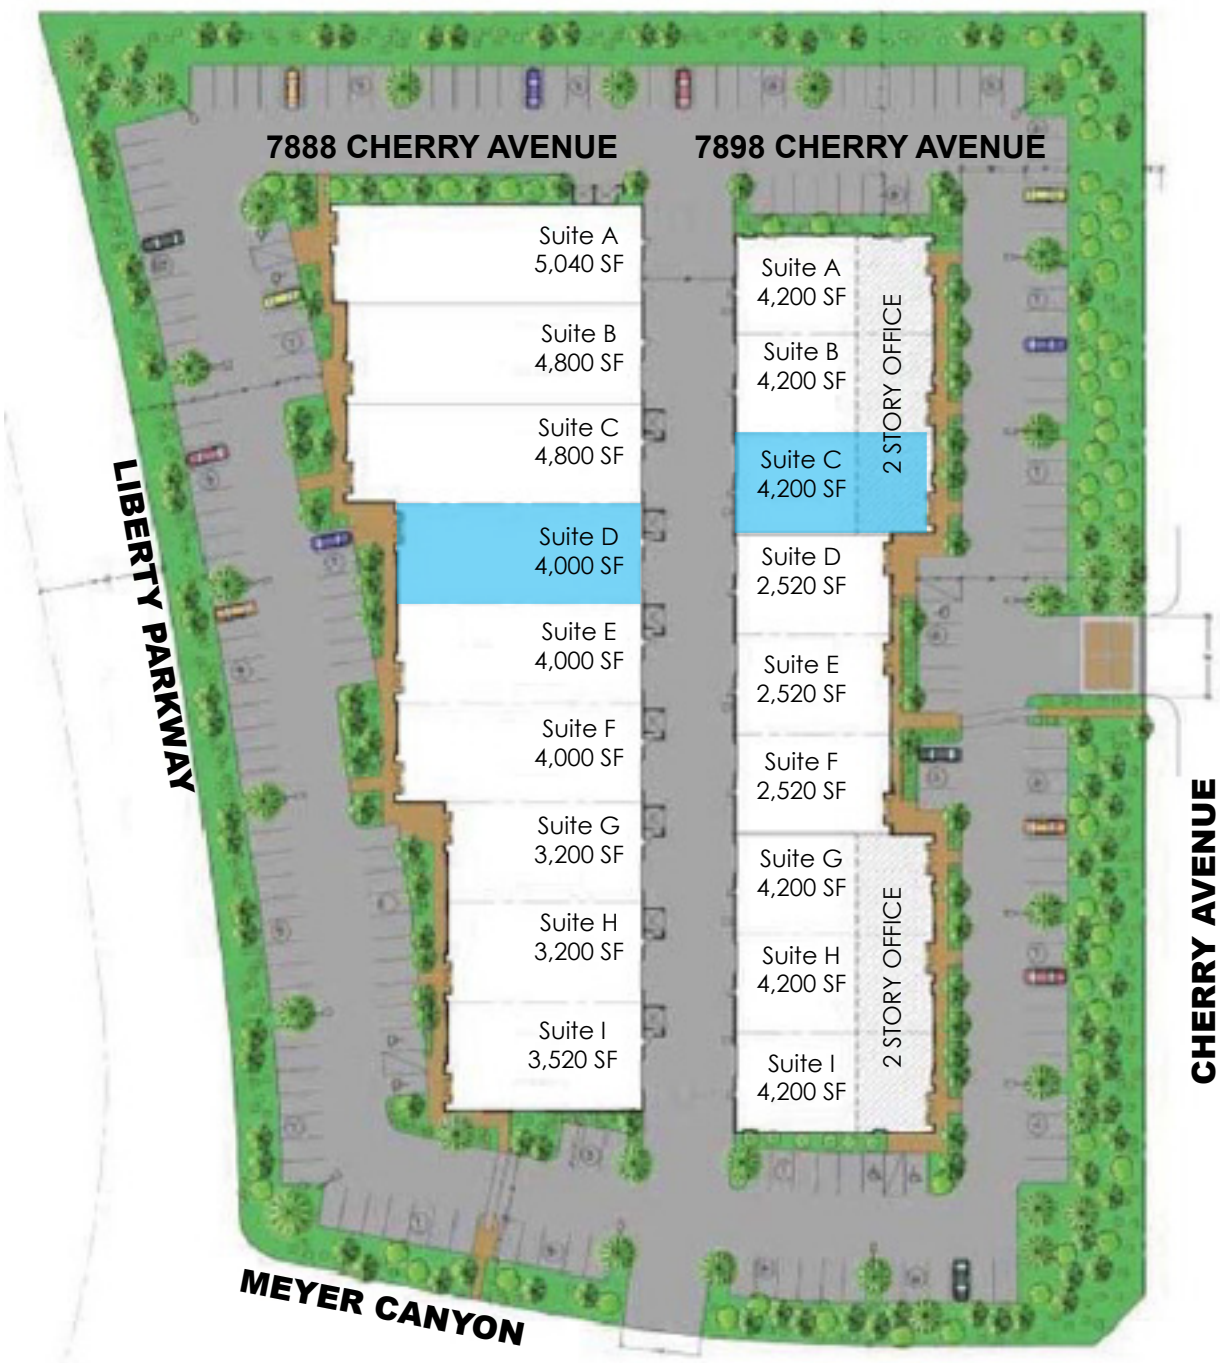 7888 CHERRY AVENUE
7898 CHERRY AVENUE
Suite A
5,040 SF
Suite B
4,800 SF
Suite C
4,800 SF
Suite D
4,000 SF
Suite E
4,000 SF
Suite F
4,000 SF
Suite G
3,200 SF
Suite H
3,200 SF
Suite I
3,520 SF
Suite A
4,200 SF
Suite B
4,200 SF
Suite C
4,200 SF
2 STORY OFFICE
Suite D
2,520 SF
Suite E
2,520 SF
Suite F
2,520 SF
Suite G
4,200 SF
Suite H
4,200 SF
Suite I
4,200 SF
2 STORY OFFICE
LIBERTY PARKWAY
MEYER CANYON
CHERRY AVENUE